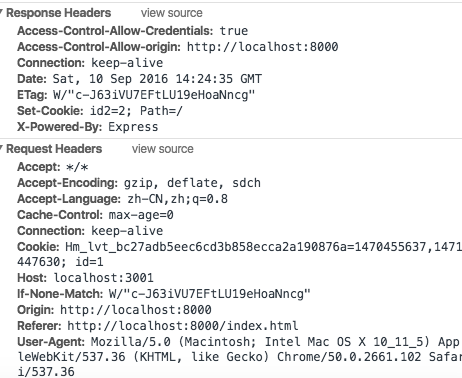 Response Headers view source
Access-Control-Allow-Credentials: true
Access-Control-Allow-origin: http://localhost:8000
Connection: keep-alive
Date: Sat, 10 Sep 2016 14:24:35 GMT
ETag: W/"c-J63iVU7EFtLU19eHoaNncg"
Set-Cookie: id2=2; Path=/
X-Powered-By: Express
Request Headers view source
Accept: */*
Accept-Encoding: gzip, deflate, sdch
Accept-Language: zh-CN,zh;q=0.8
Cache-Control: max-age=0
Connection: keep-alive
Cookie: Hm_lvt_bc27adb5eec6cd3b858ecca2a190876a=1470455637,1471
447630; id=1
Host: localhost:3001
If-None-Match: W/"c-J63iVU7EFtLU19eHoaNncg"
Origin: http://localhost:8000
Referer: http://localhost:8000/index.html
User-Agent: Mozilla/5.0 (Macintosh; Intel Mac OS X 10_11_5) App
leWebKit/537.36 (KHTML, like Gecko) Chrome/50.0.2661.102 Safar
i/537.36